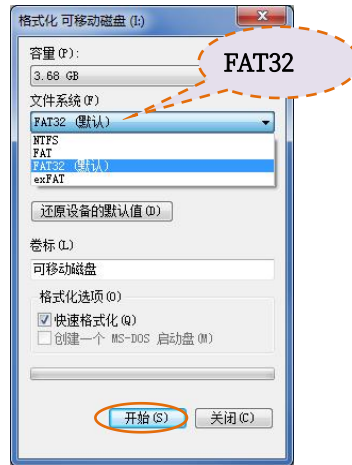 格式化 可移动磁盘 (I:)
容量(P):
3.68 GB
FAT32
文件系统(F)
FAT32 (默认)
NTFS
FAT
FAT32 (默认)
exFAT
还原设备的默认值(D)
卷标(L)
可移动磁盘
格式化选项(O)
快速格式化(Q)
创建一个 MS-DOS 启动盘(M)
开始(S)
关闭(C)